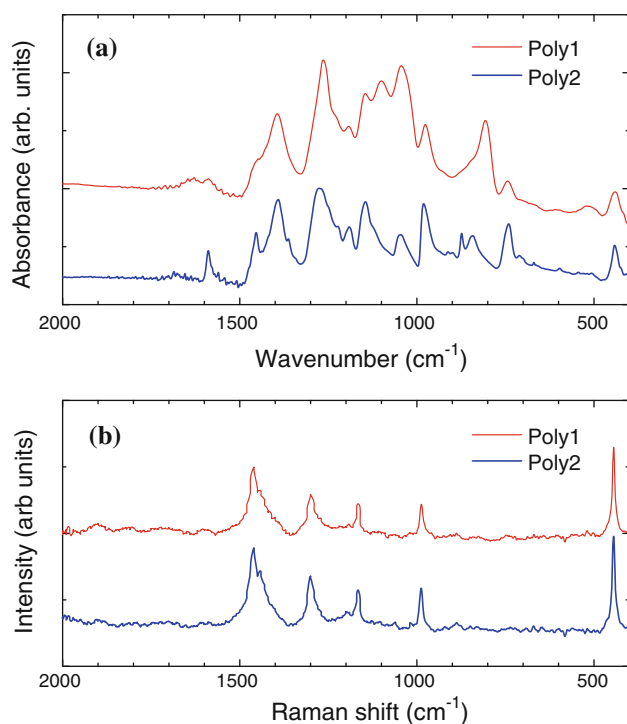 (a)
Poly1
Poly2
Absorbance (arb. units)
2000
1500
1000
500
Wavenumber (cm⁻¹)
(b)
Poly1
Poly2
Intensity (arb units)
2000
1500
1000
500
Raman shift (cm⁻¹)